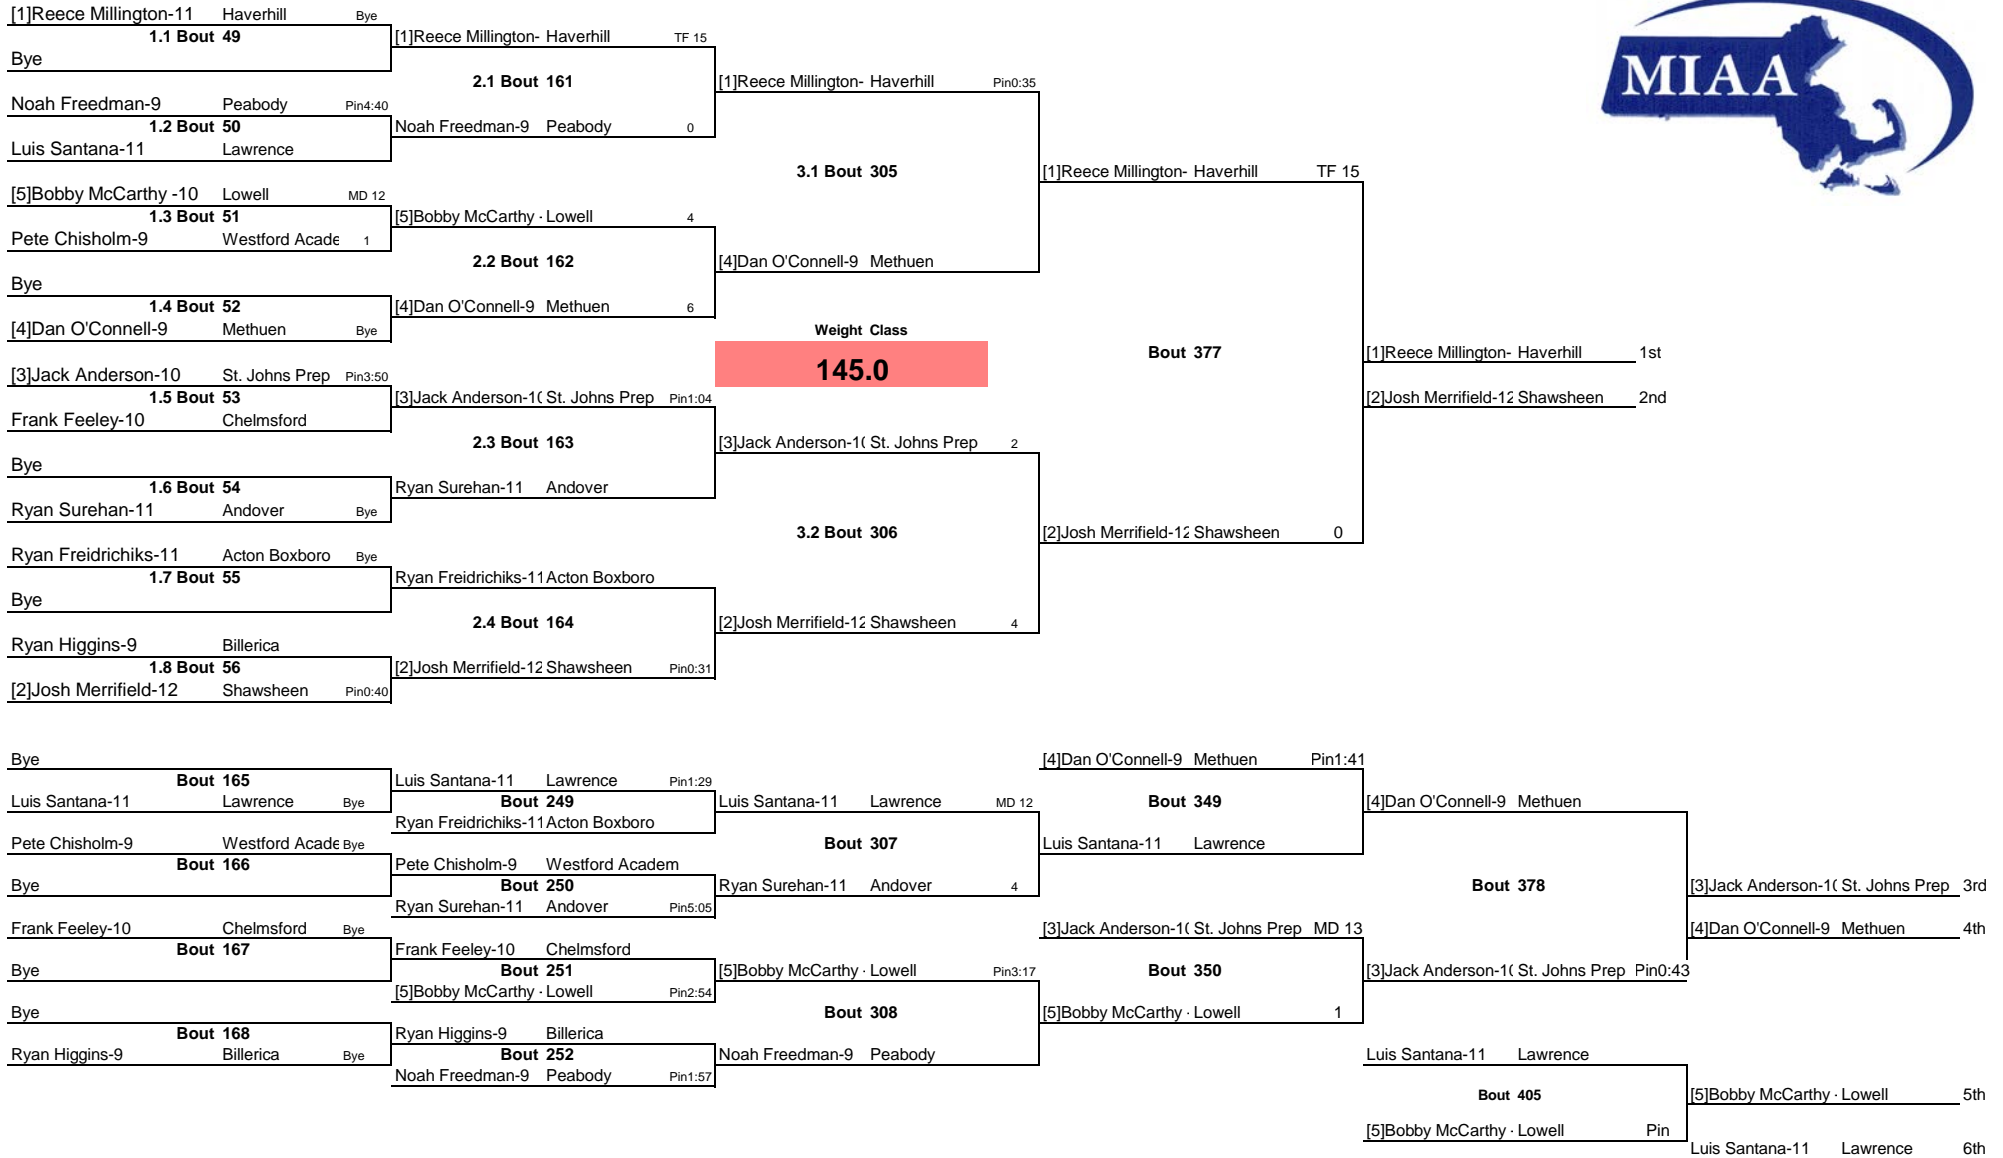 [1]Reece Millington-11 Haverhill Bye
1.1 Bout 49
Bye
[1]Reece Millington- Haverhill TF 15
2.1 Bout 161
Noah Freedman-9 Peabody Pin4:40
1.2 Bout 50
Luis Santana-11 Lawrence
Noah Freedman-9 Peabody 0
[1]Reece Millington- Haverhill Pin0:35
MIAA
3.1 Bout 305
[5]Bobby McCarthy -10 Lowell MD 12
1.3 Bout 51
Pete Chisholm-9 Westford Acade 1
[5]Bobby McCarthy - Lowell 4
2.2 Bout 162
[4]Dan O'Connell-9 Methuen
Bye
1.4 Bout 52
[4]Dan O'Connell-9 Methuen Bye
[4]Dan O'Connell-9 Methuen 6
[1]Reece Millington- Haverhill TF 15
Weight Class
145.0
Bout 377
[1]Reece Millington- Haverhill 1st
[2]Josh Merrifield-12 Shawsheen 2nd
[3]Jack Anderson-10 St. Johns Prep Pin3:50
1.5 Bout 53
Frank Feeley-10 Chelmsford
[3]Jack Anderson-1( St. Johns Prep Pin1:04
2.3 Bout 163
[3]Jack Anderson-1( St. Johns Prep 2
Bye
1.6 Bout 54
Ryan Surehan-11 Andover Bye
Ryan Surehan-11 Andover
3.2 Bout 306
[2]Josh Merrifield-12 Shawsheen 0
Ryan Freidrichiks-11 Acton Boxboro Bye
1.7 Bout 55
Bye
Ryan Freidrichiks-11 Acton Boxboro
2.4 Bout 164
[2]Josh Merrifield-12 Shawsheen 4
Ryan Higgins-9 Billerica
1.8 Bout 56
[2]Josh Merrifield-12 Shawsheen Pin0:40
[2]Josh Merrifield-12 Shawsheen Pin0:31
Bye
Bout 165
Luis Santana-11 Lawrence Bye
Luis Santana-11 Lawrence Pin1:29
Bout 249
Ryan Freidrichiks-11 Acton Boxboro
Luis Santana-11 Lawrence MD 12
Bout 307
Ryan Surehan-11 Andover 4
Pete Chisholm-9 Westford Acade Bye
Bout 166
Bye
Pete Chisholm-9 Westford Academ
Bout 250
Ryan Surehan-11 Andover Pin5:05
[4]Dan O'Connell-9 Methuen Pin1:41
Bout 349
Luis Santana-11 Lawrence
[4]Dan O'Connell-9 Methuen
Bout 378
[3]Jack Anderson-1( St. Johns Prep 3rd
[4]Dan O'Connell-9 Methuen 4th
Frank Feeley-10 Chelmsford Bye
Bout 167
Bye
Frank Feeley-10 Chelmsford
Bout 251
[5]Bobby McCarthy - Lowell Pin2:54
[5]Bobby McCarthy - Lowell Pin3:17
Bout 308
Noah Freedman-9 Peabody
[3]Jack Anderson-1( St. Johns Prep MD 13
Bout 350
[5]Bobby McCarthy - Lowell 1
[3]Jack Anderson-1( St. Johns Prep Pin0:43
Bye
Bout 168
Ryan Higgins-9 Billerica Bye
Ryan Higgins-9 Billerica
Bout 252
Noah Freedman-9 Peabody Pin1:57
Luis Santana-11 Lawrence
Bout 405
[5]Bobby McCarthy - Lowell Pin
[5]Bobby McCarthy - Lowell 5th
Luis Santana-11 Lawrence 6th